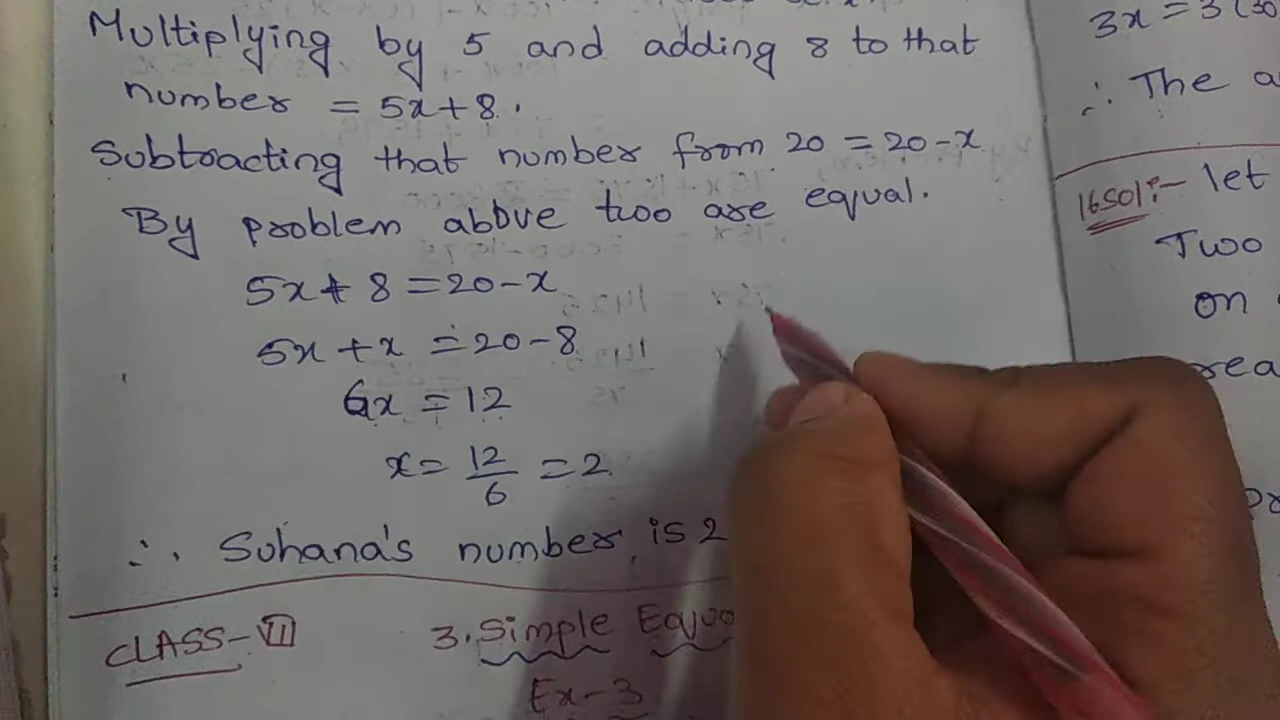 Multiplying by 5 and adding 8 to that
number = 5x+8.
Subtracting that number from 20 = 20-x
By problem above two are equal.
5x+8=20-x
5x+x = 20-8
6x = 12
x = 12/6 = 2
∴ Suhana's number is 2
CLASS-VII 3. Simple
Ex-3
3x = 3(30
∴ The
16sol:- let
Two
on